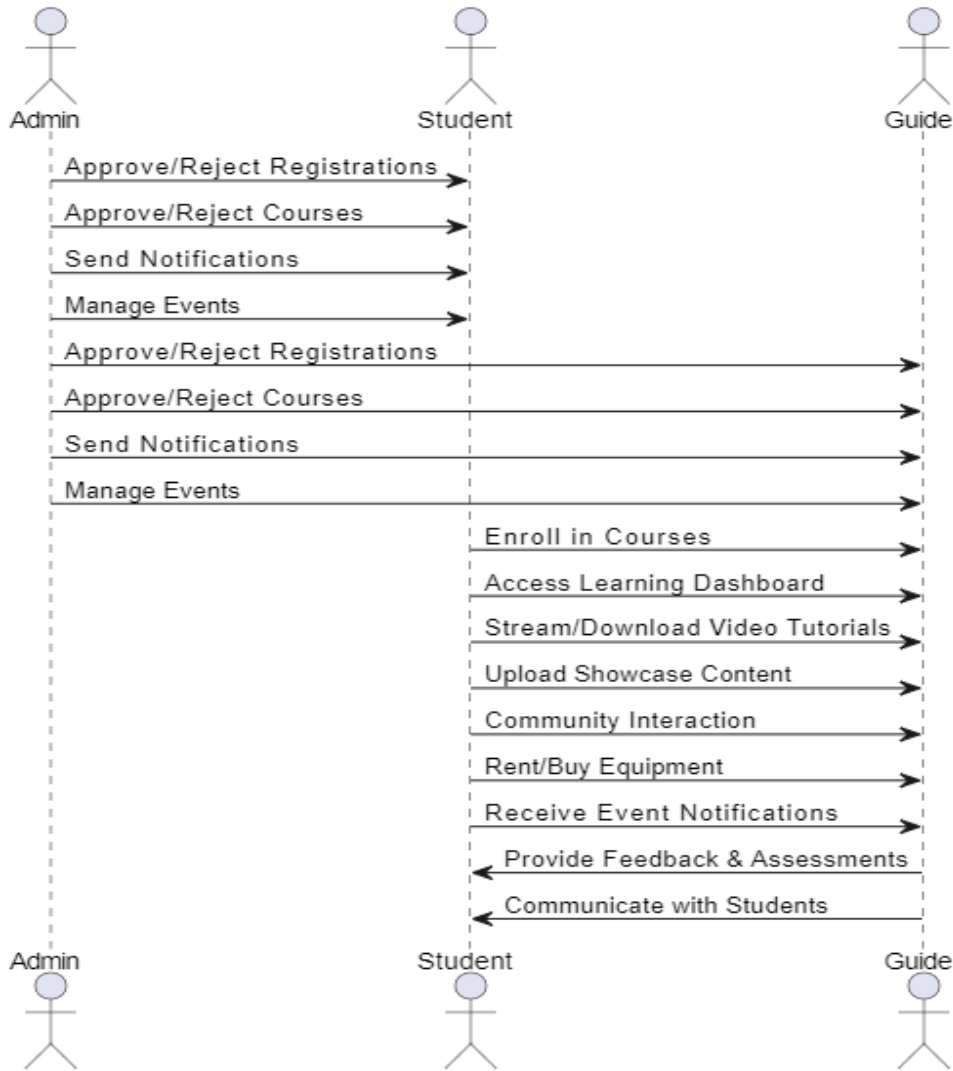 Admin Student Guide
Approve/Reject Registrations
Approve/Reject Courses
Send Notifications
Manage Events
Approve/Reject Registrations
Approve/Reject Courses
Send Notifications
Manage Events
Enroll in Courses
Access Learning Dashboard
Stream/Download Video Tutorials
Upload Showcase Content
Community Interaction
Rent/Buy Equipment
Receive Event Notifications
Provide Feedback & Assessments
Communicate with Students
Admin Student Guide